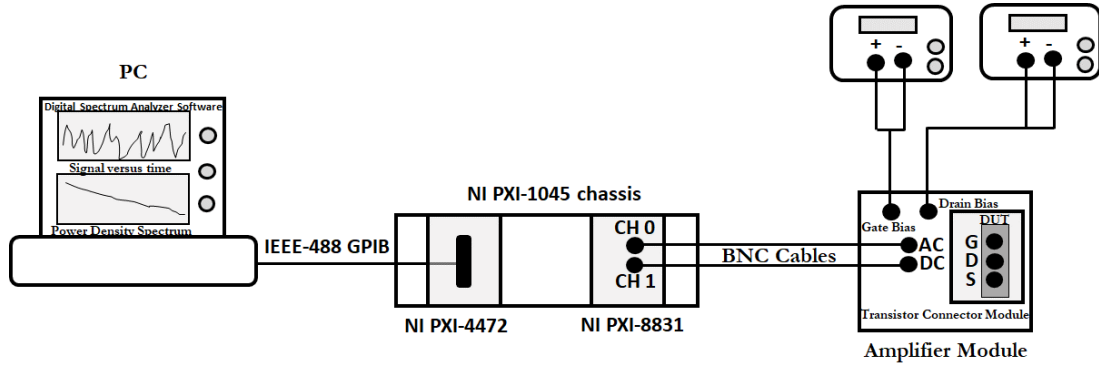 PC
Digital Spectrum Analyzer Software
Signal versus time
Power Density Spectrum
IEEE-488 GPIB
NI PXI-1045 chassis
CH 0
CH 1
NI PXI-4472
NI PXI-8831
BNC Cables
+ -
+ -
Gate Bias
Drain Bias
DUT
AC
DC
G
D
S
Transistor Connector Module
Amplifier Module